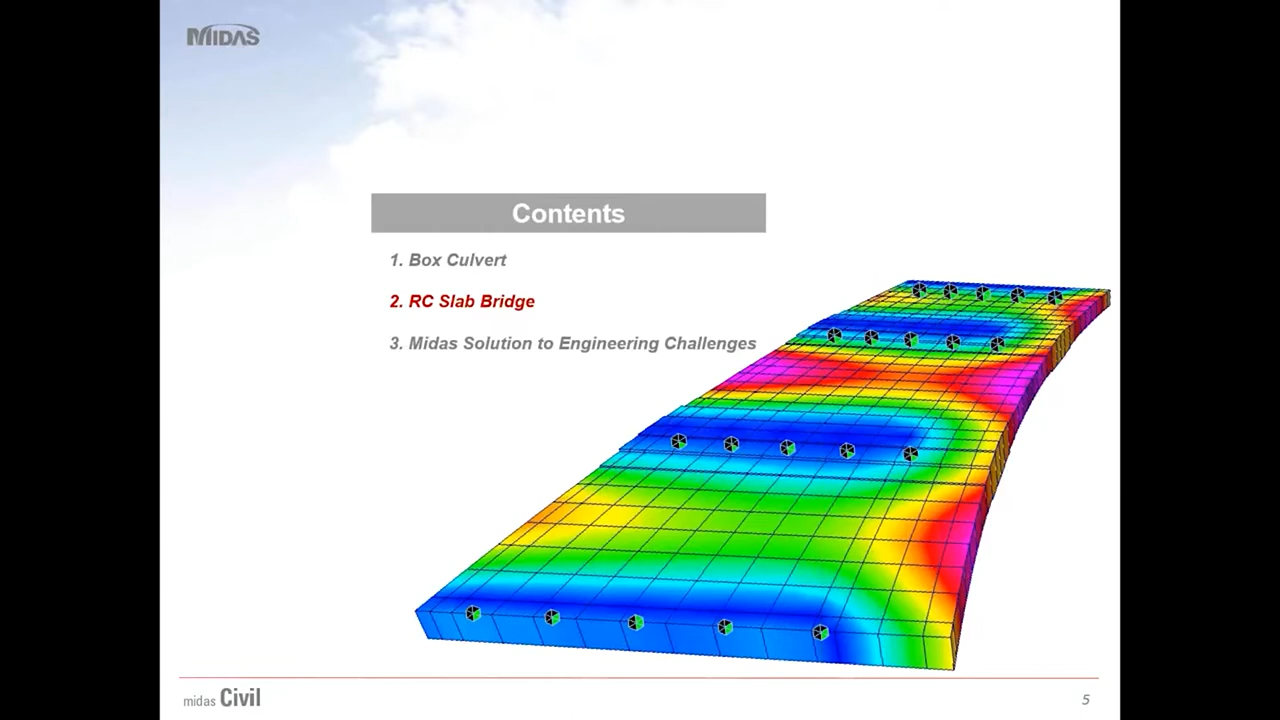 MIDAS
Contents
1. Box Culvert
2. RC Slab Bridge
3. Midas Solution to Engineering Challenges
midas Civil
5